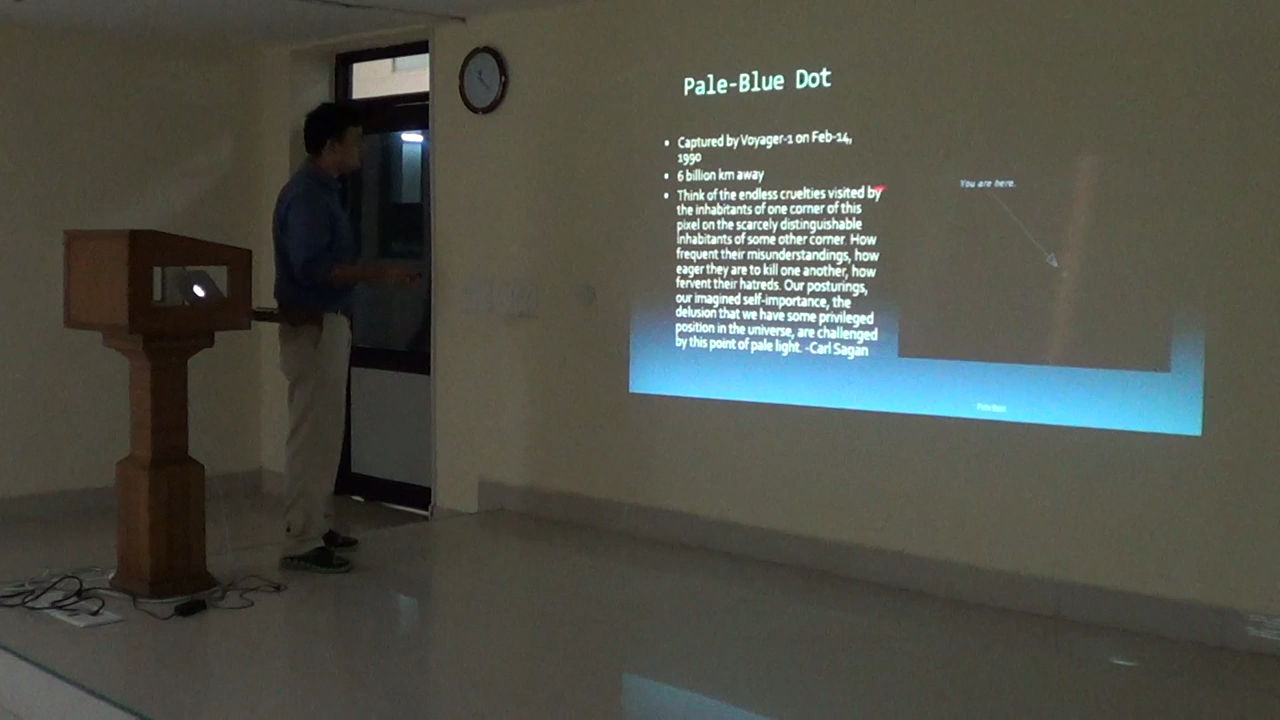 Pale-Blue Dot
• Captured by Voyager-1 on Feb-14,
1990
• 6 billion km away
• Think of the endless cruelties visited by
the inhabitants of one corner of this
pixel on the scarcely distinguishable
inhabitants of some other corner. How
frequent their misunderstandings, how
eager they are to kill one another, how
fervent their hatreds. Our posturings,
our imagined self-importance, the
delusion that we have some privileged
position in the universe, are challenged
by this point of pale light. -Carl Sagan
You are here.